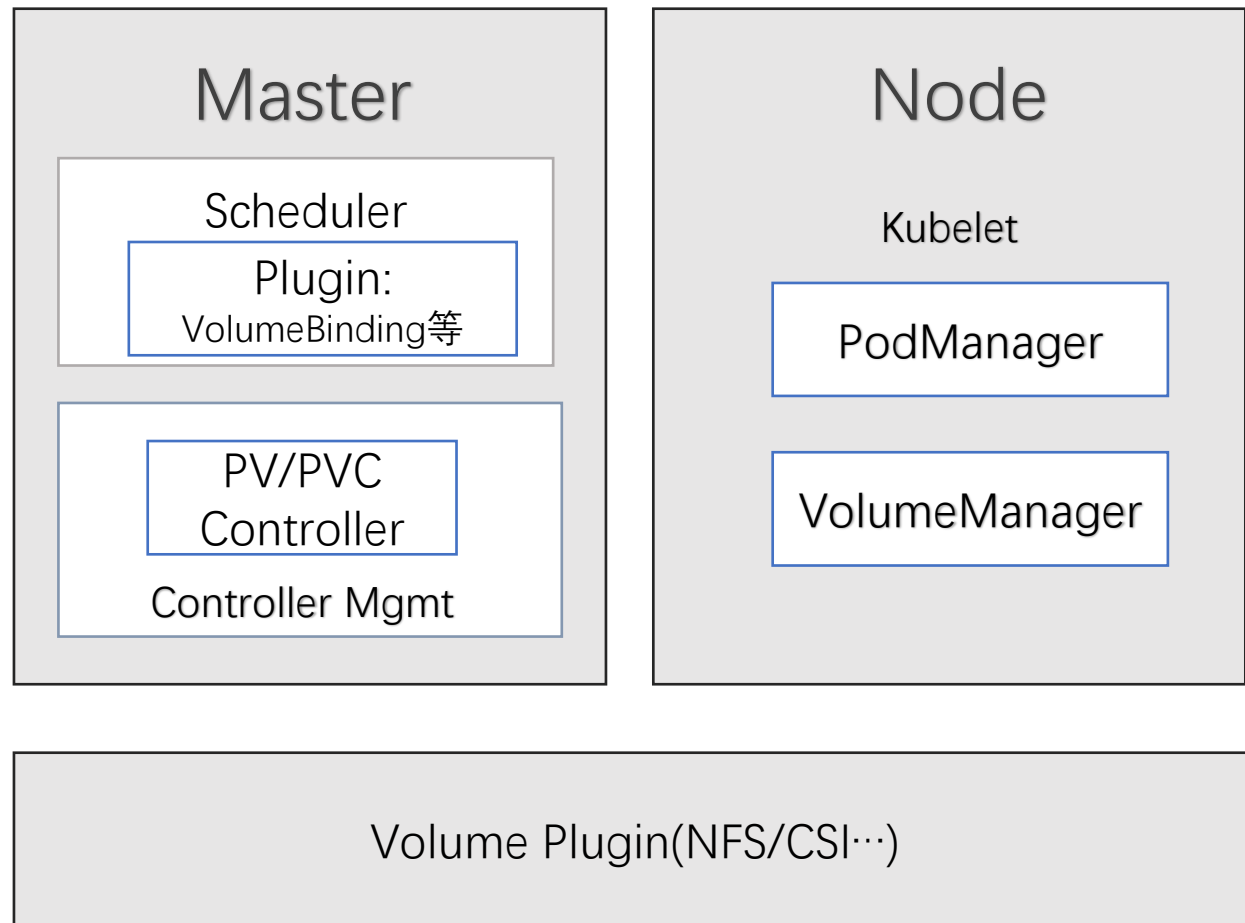 Master
Scheduler
Plugin:
VolumeBinding等
PV/PVC
Controller
Controller Mgmt
Node
Kubelet
PodManager
VolumeManager
Volume Plugin(NFS/CSI···)